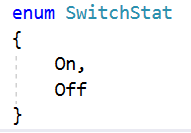 enum SwitchStat
{
    On,
    Off
}